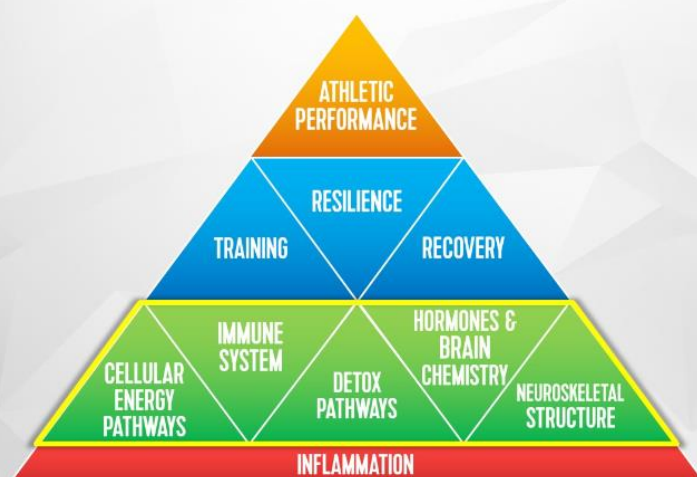 ATHLETIC
PERFORMANCE
RESILIENCE
TRAINING
RECOVERY
CELLULAR
ENERGY
PATHWAYS
IMMUNE
SYSTEM
DETOX
PATHWAYS
HORMONES &
BRAIN
CHEMISTRY
NEUROSKELETAL
STRUCTURE
INFLAMMATION